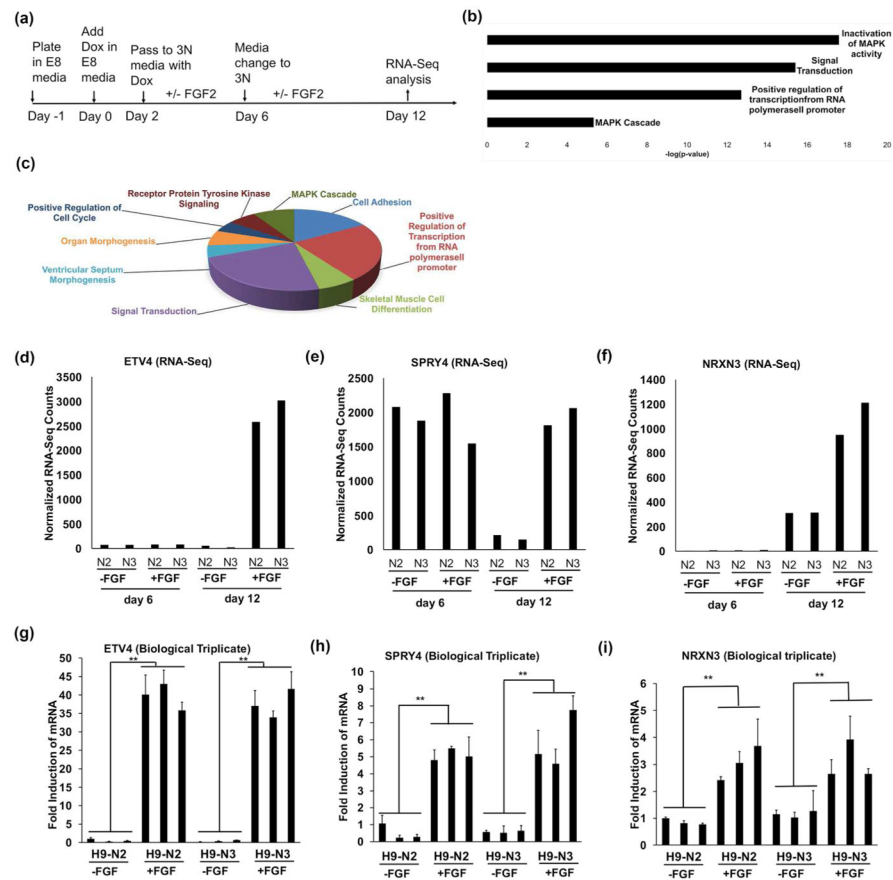 (a)
Plate
in E8
media
Add
Dox in
E8
media
Pass to 3N
media with
Dox
+/- FGF2
Media
change to
3N
+/- FGF2
RNA-Seq
analysis
Day -1
Day 0
Day 2
Day 6
Day 12
(b)
Inactivation
of MAPK
activity
Signal
Transduction
Positive regulation of
transcriptionfrom RNA
polymeraseII promoter
MAPK Cascade
0 2 4 6 8 10 12 14 16 18 20
-log(p-value)
(c)
Receptor Protein Tyrosine Kinase
Signaling
MAPK Cascade
Cell Adhesion
Positive Regulation of
Cell Cycle
Positive
Regulation of
Transcription
from RNA
polymeraseII
promoter
Organ Morphogenesis
Ventricular Septum
Morphogenesis
Signal Transduction
Skeletal Muscle Cell
Differentiation
(d)
ETV4 (RNA-Seq)
Normalized RNA-Seq Counts
3500
3000
2500
2000
1500
1000
500
0
N2 N3 N2 N3 N2 N3 N2 N3
-FGF +FGF -FGF +FGF
day 6 day 12
(e)
SPRY4 (RNA-Seq)
Normalized RNA-Seq Counts
2500
2000
1500
1000
500
0
N2 N3 N2 N3 N2 N3 N2 N3
-FGF +FGF -FGF +FGF
day 6 day 12
(f)
NRXN3 (RNA-Seq)
Normailzed RNA-Seq Counts
1400
1200
1000
800
600
400
200
0
N2 N3 N2 N3 N2 N3 N2 N3
-FGF +FGF -FGF +FGF
day 6 day 12
(g)
ETV4 (Biological Triplicate)
Fold Induction of mRNA
50
45
40
35
30
25
20
15
10
5
0
** **
H9-N2 H9-N2 H9-N3 H9-N3
-FGF +FGF -FGF +FGF
(h)
SPRY4 (Biological Triplicate)
Fold Induction of mRNA
10
9
8
7
6
5
4
3
2
1
0
** **
H9-N2 H9-N2 H9-N3 H9-N3
-FGF +FGF -FGF +FGF
(i)
NRXN3 (Biological triplicate)
Fold Induction of mRNA
6
5
4
3
2
1
0
** **
H9-N2 H9-N2 H9-N3 H9-N3
-FGF +FGF -FGF +FGF